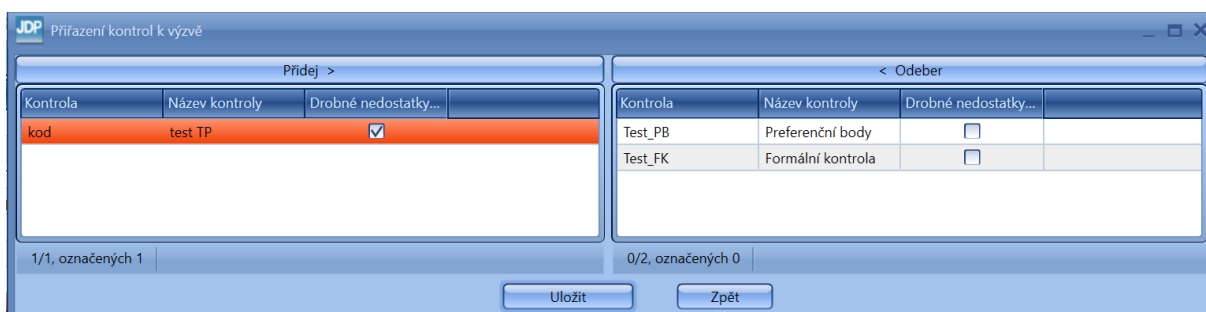 JDP Přiřazení kontrol k výzvě
Přidej >
Kontrola Název kontroly Drobné nedostatky...
kod test TP
1/1, označených 1
< Odeber
Kontrola Název kontroly Drobné nedostatky...
Test_PB Preferenční body
Test_FK Formální kontrola
0/2, označených 0
Uložit Zpět